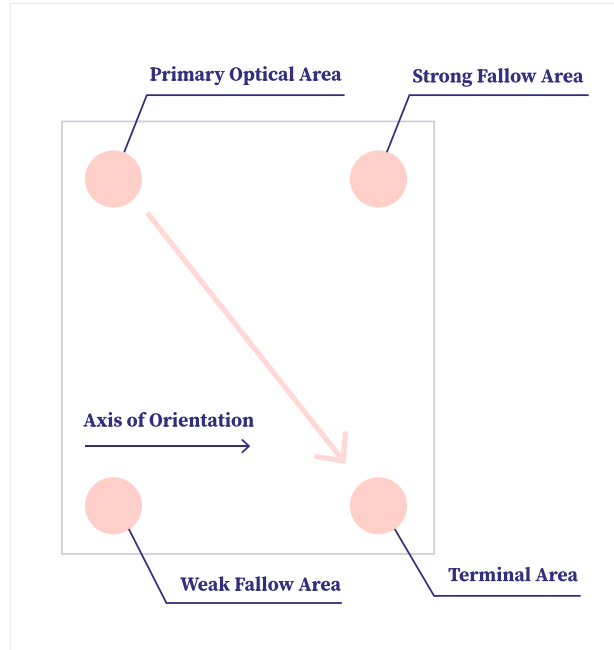 Primary Optical Area
Strong Fallow Area
Axis of Orientation
Weak Fallow Area
Terminal Area